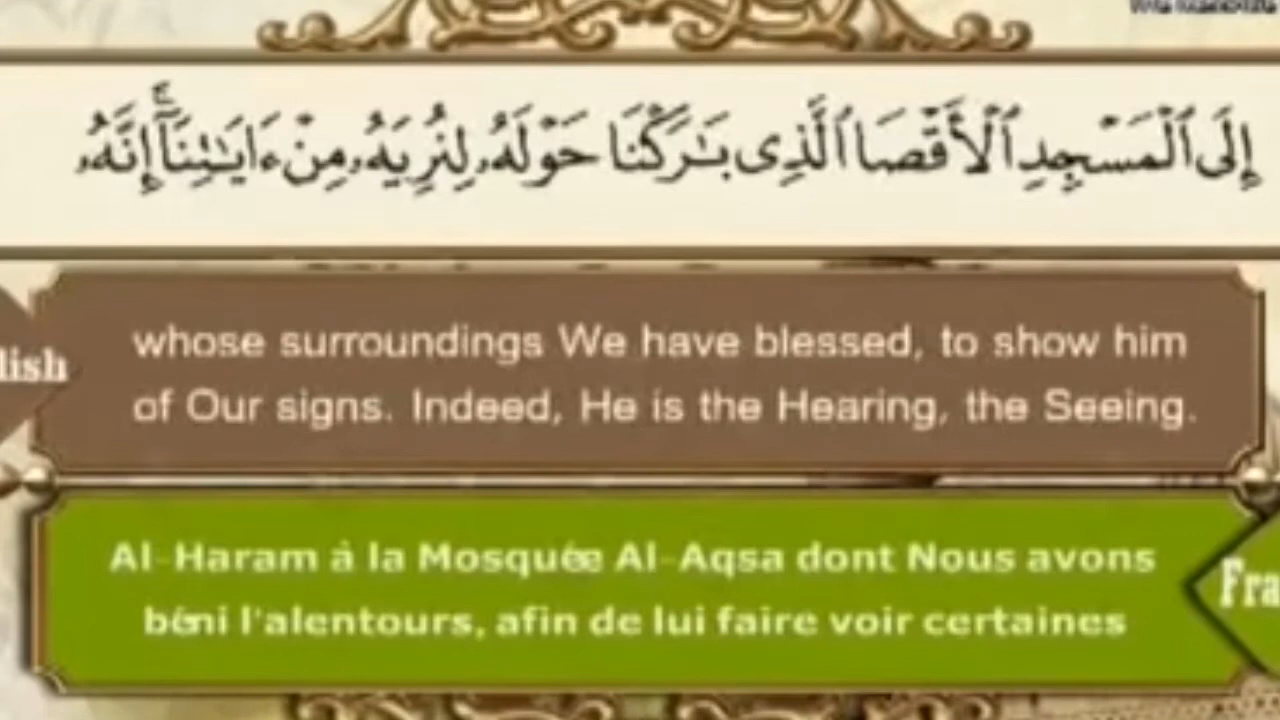 إِلَى ٱلْمَسْجِدِ ٱلْأَقْصَا ٱلَّذِى بَـٰرَكْنَا حَوْلَهُۥ لِنُرِيَهُۥ مِنْ ءَايَـٰتِنَآ ۚ إِنَّهُۥ
whose surroundings We have blessed, to show him
of Our signs. Indeed, He is the Hearing, the Seeing.
lish
Al-Haram à la Mosquée Al-Aqsa dont Nous avons
béni l'alentours, afin de lui faire voir certaines
Fra